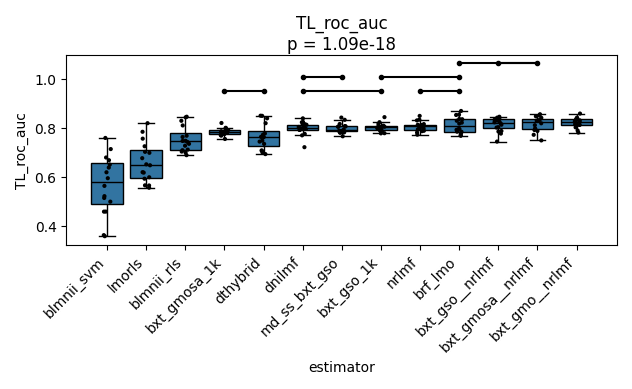 TL_roc_auc
p = 1.09e-18
TL_roc_auc
1.0
0.8
0.6
0.4
blmnii_svm
lmorls
blmnii_rls
bxt_gmosa_1k
dthybrid
dnilmf
md_ss_bxt_gso
bxt_gso_1k
nrlmf
brf_lmo
bxt_gso__nrlmf
bxt_gmosa__nrlmf
bxt_gmo__nrlmf
estimator